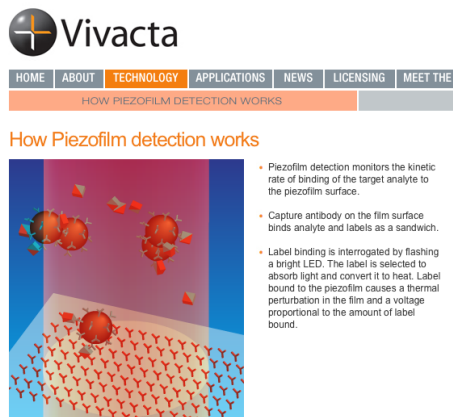 Vivacta
HOME ABOUT TECHNOLOGY APPLICATIONS NEWS LICENSING MEET THE
HOW PIEZOFILM DETECTION WORKS
How Piezofilm detection works
Piezofilm detection monitors the kinetic
rate of binding of the target analyte to
the piezofilm surface.
Capture antibody on the film surface
binds analyte and labels as a sandwich.
Label binding is interrogated by flashing
a bright LED. The label is selected to
absorb light and convert it to heat. Label
bound to the piezofilm causes a thermal
perturbation in the film and a voltage
proportional to the amount of label
bound.